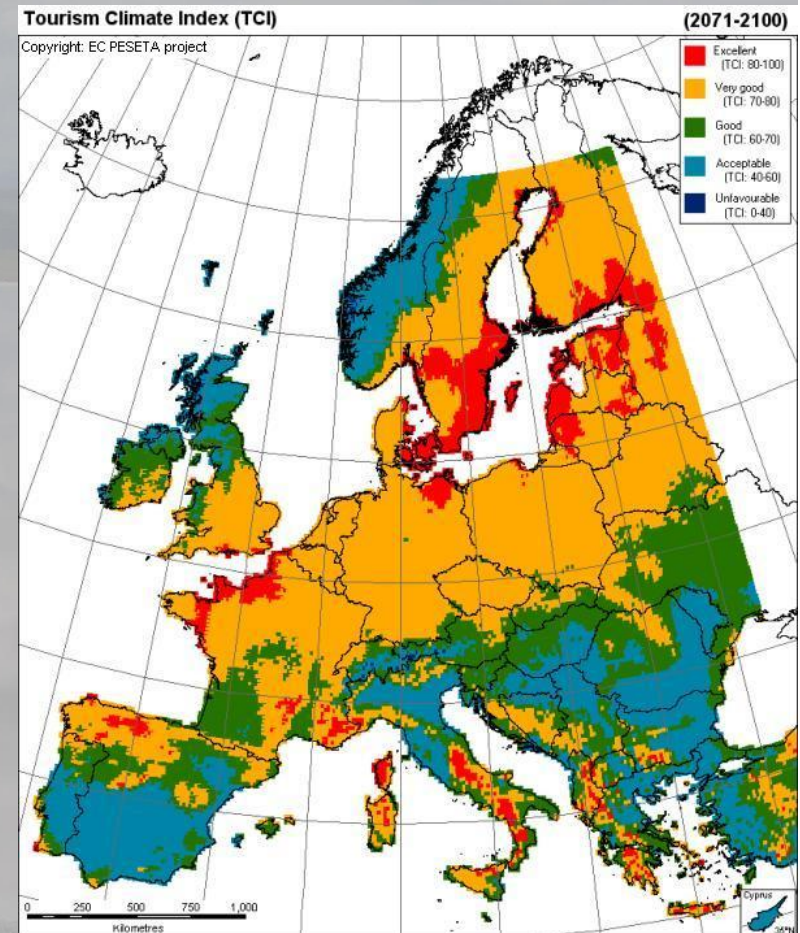 Tourism Climate Index (TCI)
(2071-2100)
Copyright: EC PESETA project
Excellent
(TCI: 80-100)
Very good
(TCI: 70-80)
Good
(TCI: 60-70)
Acceptable
(TCI: 40-60)
Unfavourable
(TCI: 0-40)
0 250 500 750 1,000
Kilometres
Cyprus